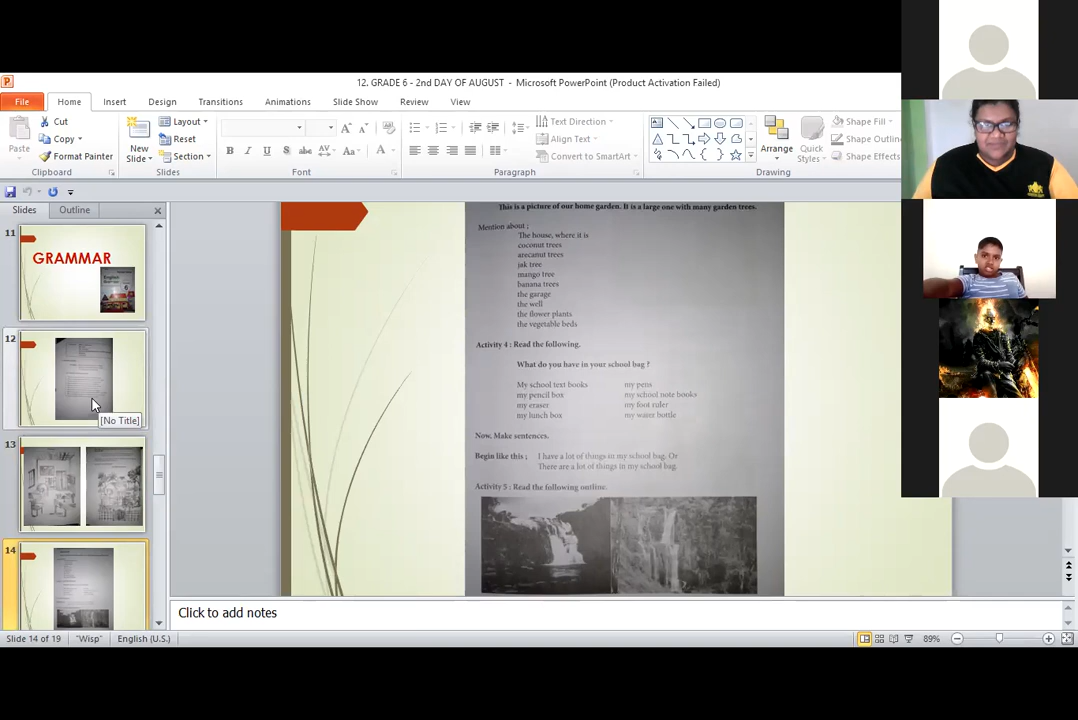 12. GRADE 6 - 2nd DAY OF AUGUST - Microsoft PowerPoint (Product Activation Failed)
File Home Insert Design Transitions Animations Slide Show Review View
Paste
Cut
Copy
Format Painter
Clipboard
New Slide
Layout
Reset
Section
Slides
B I U S abc AV Aa A
Font
Text Direction
Align Text
Convert to SmartArt
Paragraph
Arrange
Quick Styles
Shape Fill
Shape Outline
Shape Effects
Drawing
Slides Outline
11
GRAMMAR
English
6
12
[No Title]
13
14
This is a picture of our home garden. It is a large one with many garden trees.
Mention about ;
The house, where it is
coconut trees
arecanut trees
jak tree
mango tree
banana trees
the garage
the well
the flower plants
the vegetable beds
Activity 4 : Read the following.
What do you have in your school bag ?
My school text books my pens
my pencil box my school note books
my eraser my foot ruler
my lunch box my water bottle
Now, Make sentences.
Begin like this ; I have a lot of things in my school bag. Or
There are a lot of things in my school bag.
Activity 5 : Read the following outline.
Click to add notes
Slide 14 of 19 "Wisp" English (U.S.) 89%